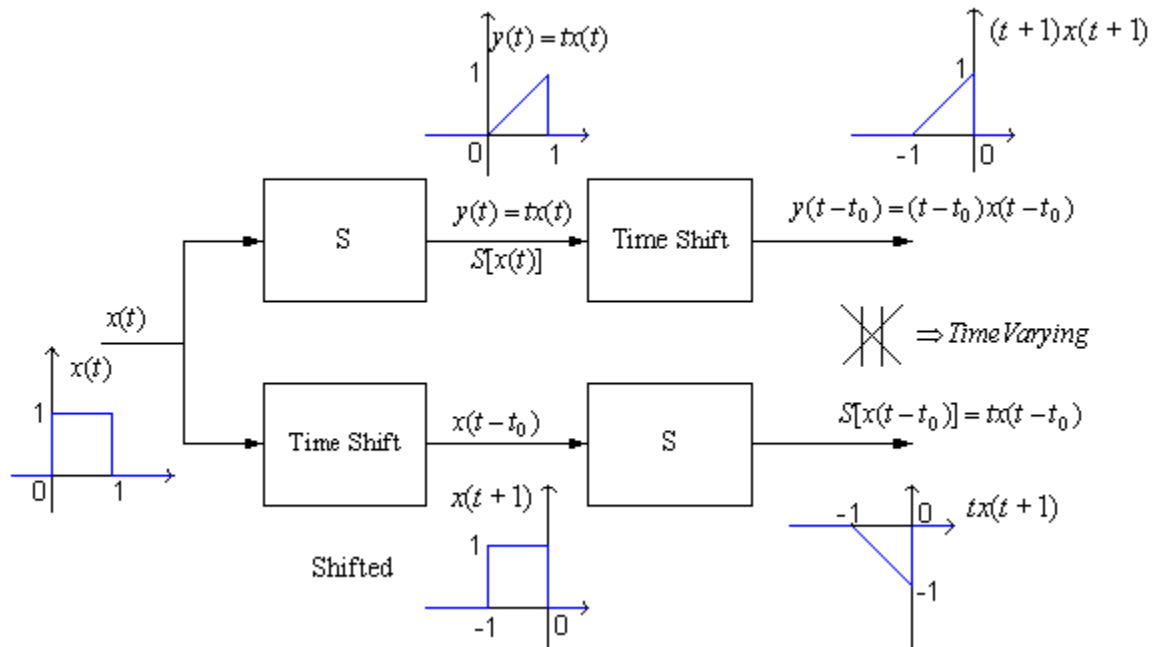 y(t) = tx(t)
1
0
1
(t+1)x(t+1)
1
-1
0
S
y(t) = tx(t)
S[x(t)]
Time Shift
y(t-t₀) = (t-t₀)x(t-t₀)
x(t)
x(t)
1
0
1
⇒ TimeVarying
Time Shift
x(t-t₀)
S
S[x(t-t₀)] = tx(t-t₀)
x(t+1)
1
-1
0
Shifted
-1
0
tx(t+1)
-1